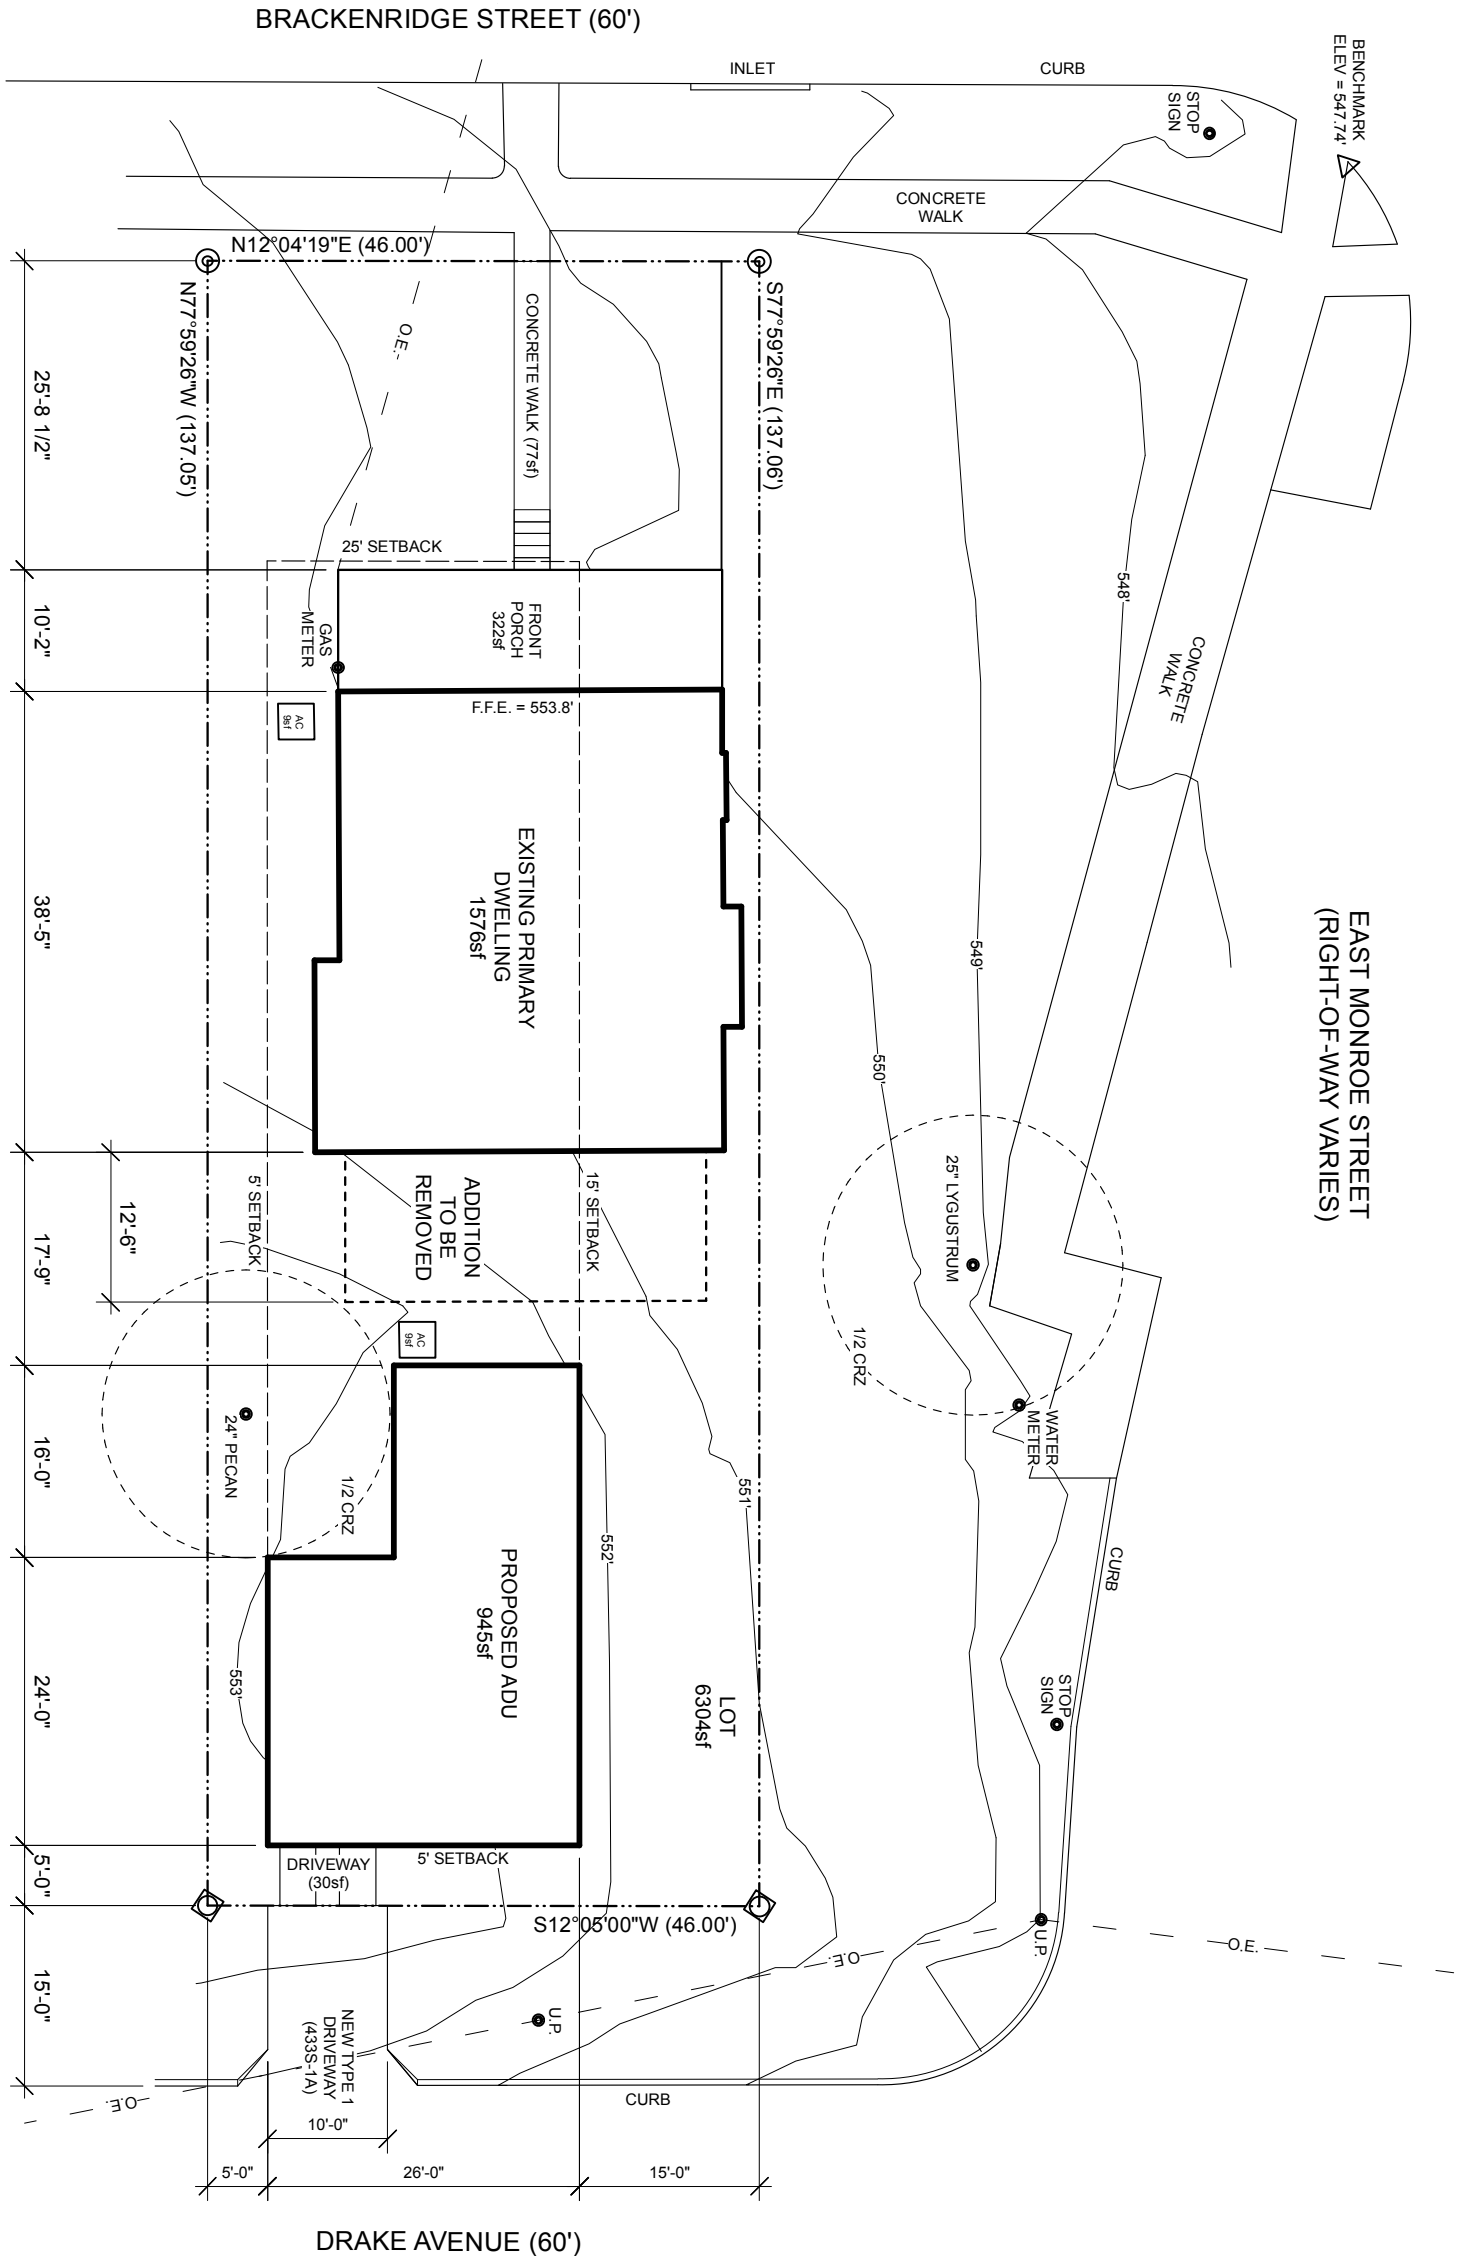 BRACKENRIDGE STREET (60')
BENCHMARK
ELEV = 547.74'
INLET
CURB
STOP
SIGN
CONCRETE
WALK
N12°04'19"E (46.00')
N77°59'26"W (137.05')
S77°59'26"E (137.06')
O.E.
CONCRETE WALK (77sf)
25'-8 1/2"
25' SETBACK
10'-2"
GAS
METER
FRONT
PORCH
322sf
F.F.E. = 553.8'
AC
9sf
548'
CONCRETE
WALK
EAST MONROE STREET
(RIGHT-OF-WAY VARIES)
38'-5"
EXISTING PRIMARY
DWELLING
1576sf
549'
550'
25" LYGUSTRUM
1/2 CRZ
5' SETBACK
15' SETBACK
ADDITION
TO BE
REMOVED
12'-6"
17'-9"
AC
9sf
WATER
METER
24" PECAN
1/2 CRZ
16'-0"
551'
552'
CURB
PROPOSED ADU
945sf
553'
24'-0"
LOT
6304sf
STOP
SIGN
5'-0"
DRIVEWAY
(30sf)
5' SETBACK
S12°05'00"W (46.00')
O.E.
U.P.
O.E.
15'-0"
U.P.
NEW TYPE 1
DRIVEWAY
(433S-1A)
O.E.
CURB
10'-0"
5'-0"
26'-0"
15'-0"
DRAKE AVENUE (60')